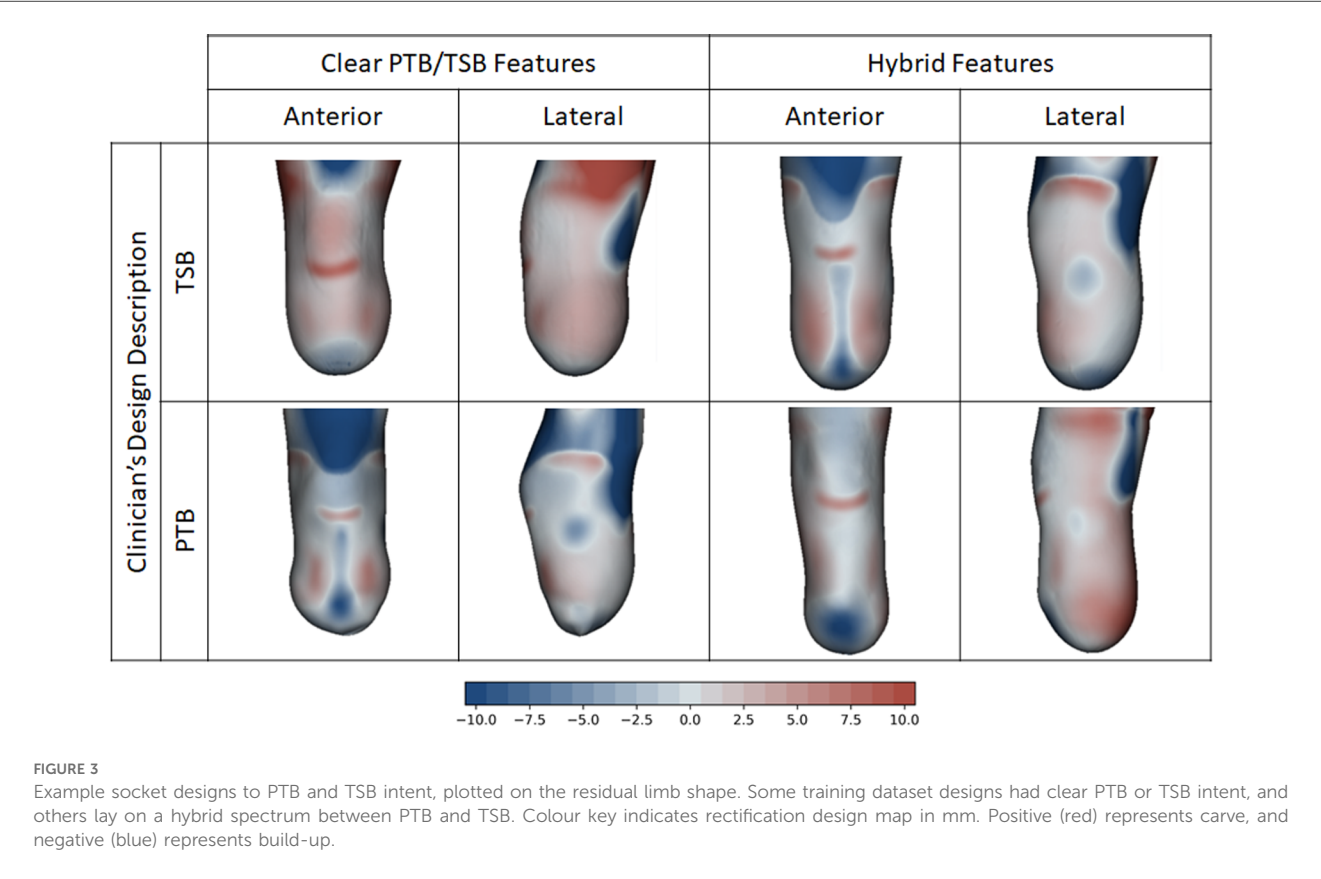 Clear PTB/TSB Features
Hybrid Features
Anterior
Lateral
Anterior
Lateral
Clinician's Design Description
TSB
PTB
−10.0 −7.5 −5.0 −2.5 0.0 2.5 5.0 7.5 10.0
FIGURE 3
Example socket designs to PTB and TSB intent, plotted on the residual limb shape. Some training dataset designs had clear PTB or TSB intent, and
others lay on a hybrid spectrum between PTB and TSB. Colour key indicates rectification design map in mm. Positive (red) represents carve, and
negative (blue) represents build-up.